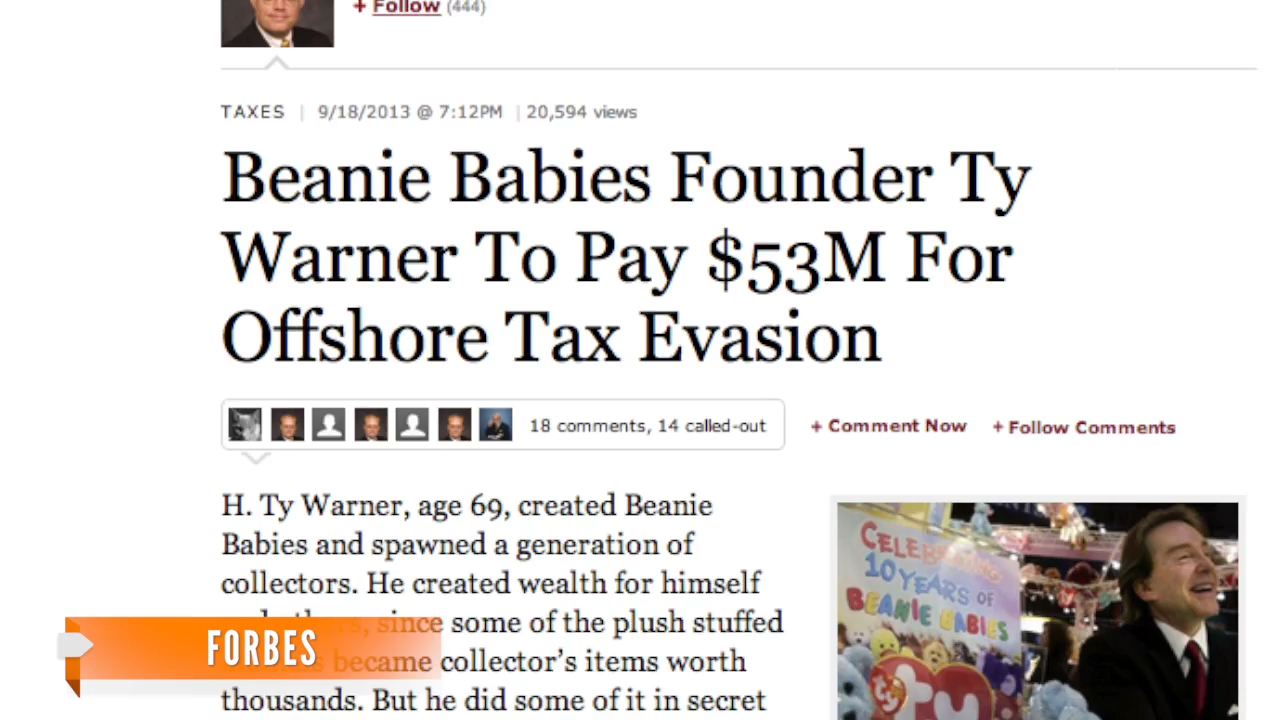 + Follow (444)
TAXES | 9/18/2013 @ 7:12PM | 20,594 views
Beanie Babies Founder Ty
Warner To Pay $53M For
Offshore Tax Evasion
18 comments, 14 called-out
+ Comment Now
+ Follow Comments
H. Ty Warner, age 69, created Beanie
Babies and spawned a generation of
collectors. He created wealth for himself
since some of the plush stuffed
became collector's items worth
thousands. But he did some of it in secret
FORBES
CELEBRATING
10 YEARS OF
BEANIE BABIES
ty
ty